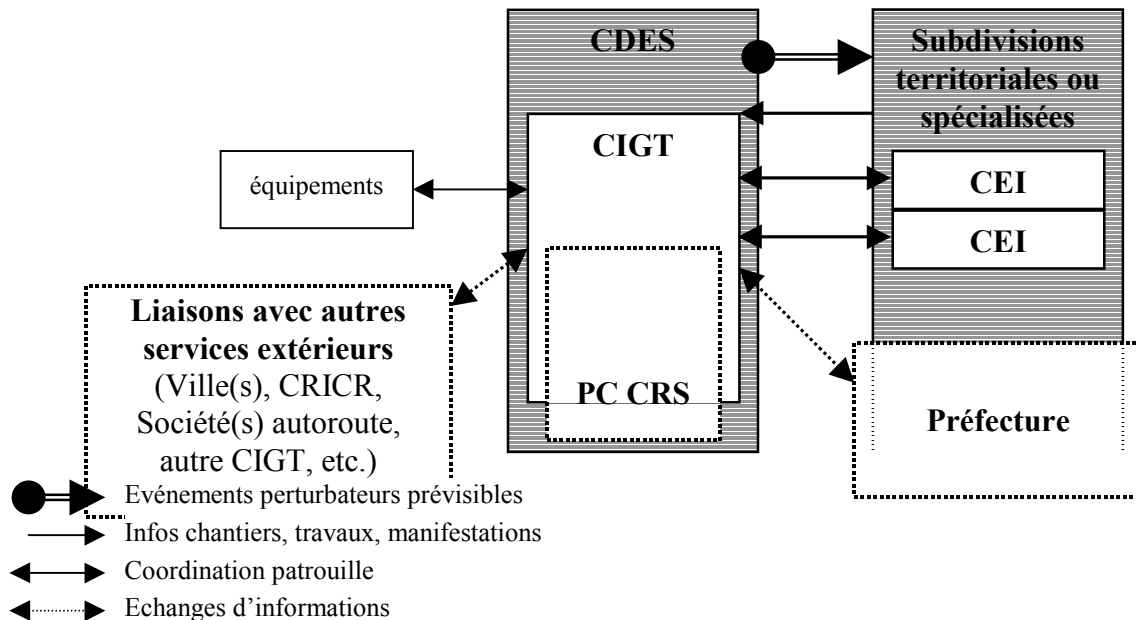 CDES
Subdivisions
territoriales ou
spécialisées
CIGT
équipements
CEI
CEI
Liaisons avec autres
services extérieurs
(Ville(s), CRICR,
Société(s) autoroute,
autre CIGT, etc.)
PC CRS
Préfecture
Evénements perturbateurs prévisibles
Infos chantiers, travaux, manifestations
Coordination patrouille
Echanges d’informations